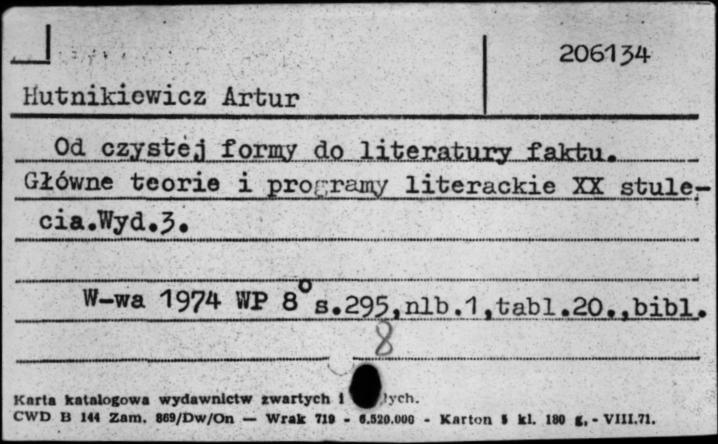 206134
Hutnikiewicz Artur
Od czystej formy do literatury faktu.
Główne teorie i programy literackie XX stule-
cia.Wyd.3.
W-wa 1974 WP 8° s.295,nlb.1,tabl.20.,bibl.
8
Karta katalogowa wydawnictw zwartych i łych.
CWD B 144 Zam. 869/Dw/On — Wrak 719 - 6.520.000 - Karton 5 kl. 180 g, - VIII.71.